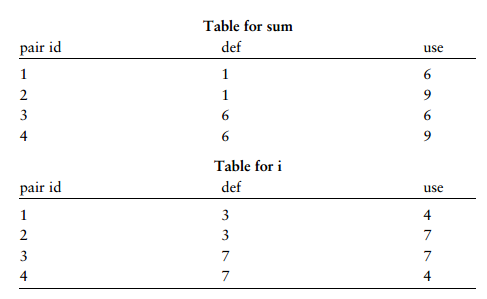 Table for sum
pair id def use
1 1 6
2 1 9
3 6 6
4 6 9
Table for i
pair id def use
1 3 4
2 3 7
3 7 7
4 7 4